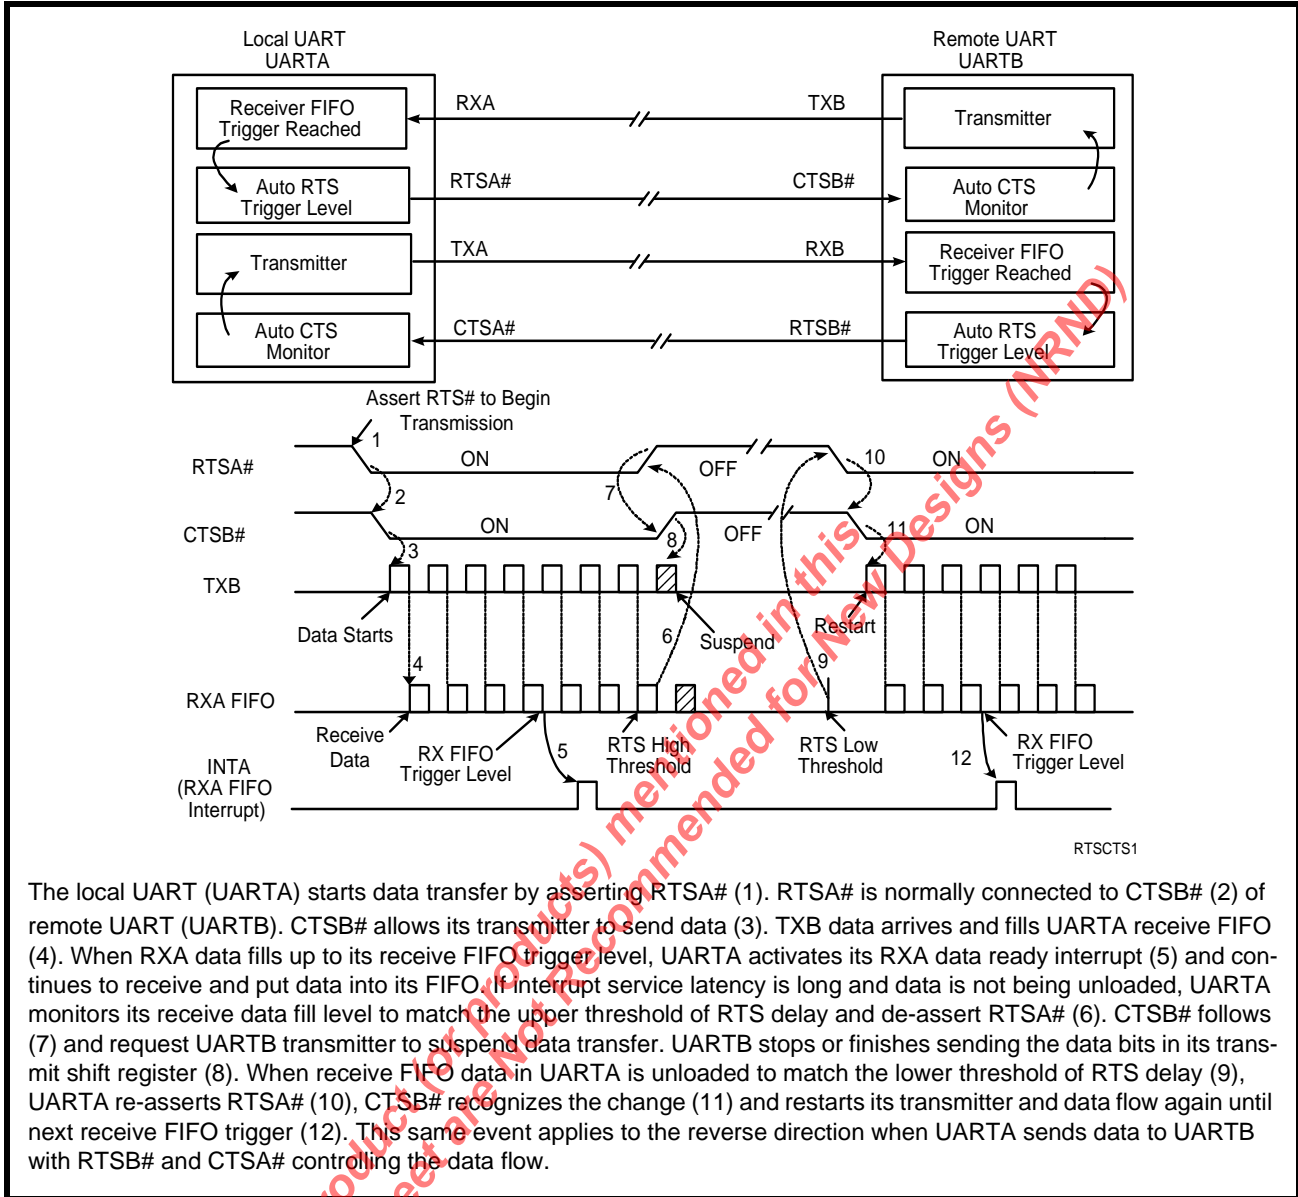 Local UART
UARTA
Remote UART
UARTB
Receiver FIFO
Trigger Reached
RXA
TXB
Transmitter
Auto RTS
Trigger Level
RTSA#
CTSB#
Auto CTS
Monitor
Transmitter
TXA
RXB
Receiver FIFO
Trigger Reached
Auto CTS
Monitor
CTSA#
RTSB#
Auto RTS
Trigger Level
Assert RTS# to Begin
Transmission
RTSA#
1
ON
OFF
10
ON
2
7
CTSB#
ON
8
OFF
11
ON
3
TXB
Data Starts
Suspend
Restart
4
6
9
RXA FIFO
Receive
Data
RX FIFO
Trigger Level
5
RTS High
Threshold
RTS Low
Threshold
12
RX FIFO
Trigger Level
INTA
(RXA FIFO
Interrupt)
RTSCTS1
The local UART (UARTA) starts data transfer by asserting RTSA# (1). RTSA# is normally connected to CTSB# (2) of
remote UART (UARTB). CTSB# allows its transmitter to send data (3). TXB data arrives and fills UARTA receive FIFO
(4). When RXA data fills up to its receive FIFO trigger level, UARTA activates its RXA data ready interrupt (5) and con-
tinues to receive and put data into its FIFO. If interrupt service latency is long and data is not being unloaded, UARTA
monitors its receive data fill level to match the upper threshold of RTS delay and de-assert RTSA# (6). CTSB# follows
(7) and request UARTB transmitter to suspend data transfer. UARTB stops or finishes sending the data bits in its trans-
mit shift register (8). When receive FIFO data in UARTA is unloaded to match the lower threshold of RTS delay (9),
UARTA re-asserts RTSA# (10), CTSB# recognizes the change (11) and restarts its transmitter and data flow again until
next receive FIFO trigger (12). This same event applies to the reverse direction when UARTA sends data to UARTB
with RTSB# and CTSA# controlling the data flow.
(or products) mentioned in this
are Not Recommended for New Designs (NRND)